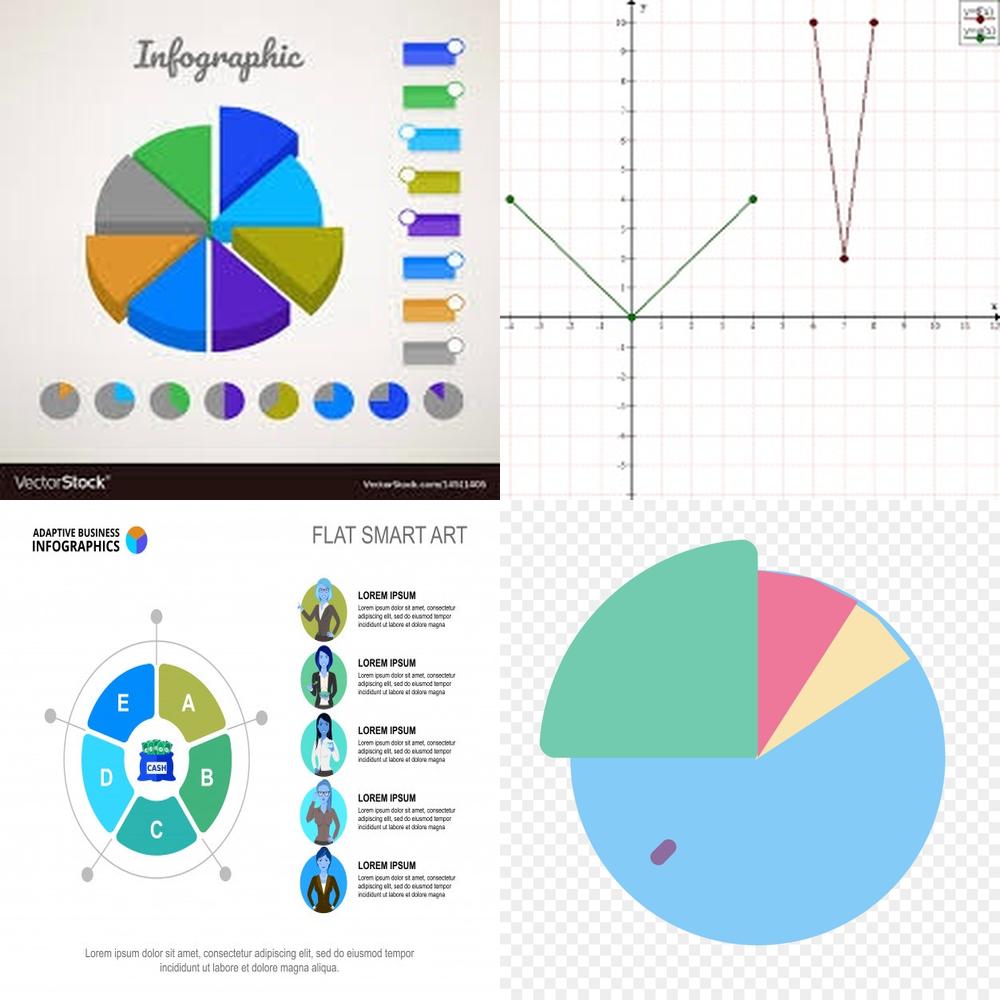 Infographic
VectorStock®
VectorStock.com/14511405
y
10
4
2
1
x
-4 -3 -2 -1 1 2 3 4 5 6 7 8 9 10 11 12
-1
-2
-3
-4
-5
ADAPTIVE BUSINESS
INFOGRAPHICS
FLAT SMART ART
E
A
D
B
C
CASH
LOREM IPSUM
Lorem ipsum dolor sit amet, consectetur
adipiscing elit, sed do eiusmod tempor
incididunt ut labore et dolore magna
LOREM IPSUM
Lorem ipsum dolor sit amet, consectetur
adipiscing elit, sed do eiusmod tempor
incididunt ut labore et dolore magna
LOREM IPSUM
Lorem ipsum dolor sit amet, consectetur
adipiscing elit, sed do eiusmod tempor
incididunt ut labore et dolore magna
LOREM IPSUM
Lorem ipsum dolor sit amet, consectetur
adipiscing elit, sed do eiusmod tempor
incididunt ut labore et dolore magna
LOREM IPSUM
Lorem ipsum dolor sit amet, consectetur
adipiscing elit, sed do eiusmod tempor
incididunt ut labore et dolore magna
Lorem ipsum dolor sit amet, consectetur adipiscing elit, sed do eiusmod tempor
incididunt ut labore et dolore magna aliqua.